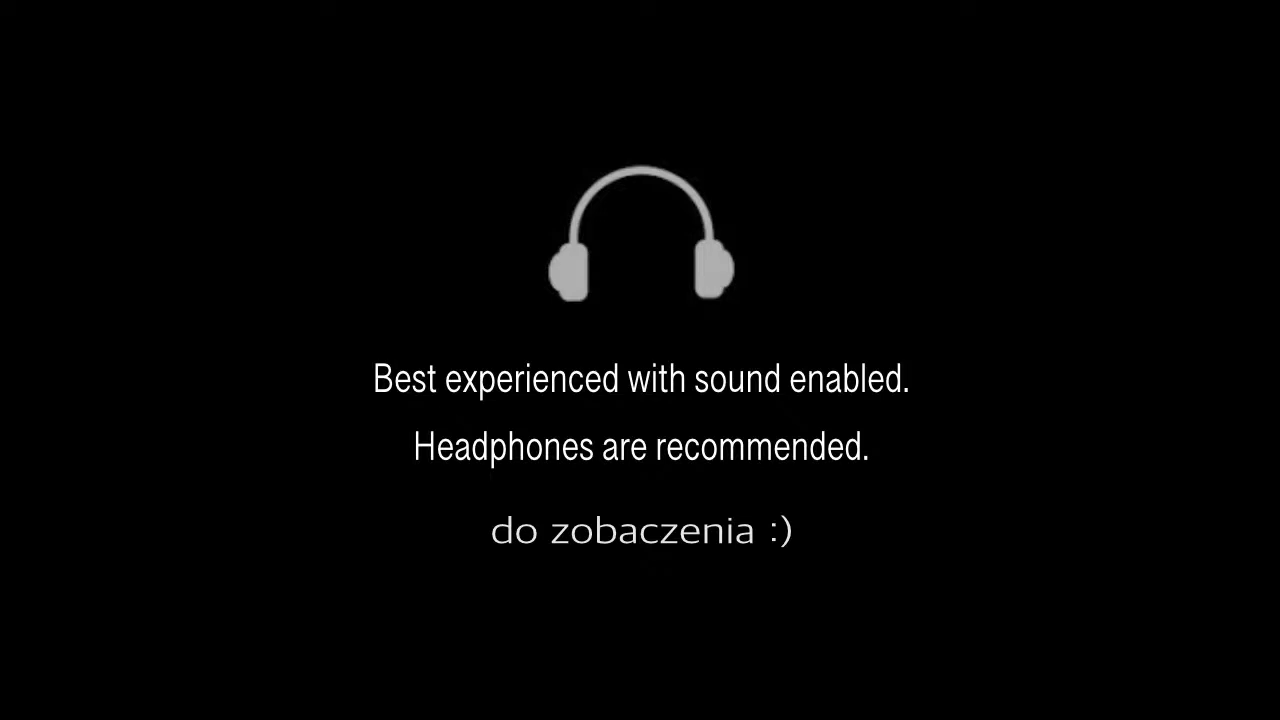 Best experienced with sound enabled.
Headphones are recommended.
do zobaczenia :)